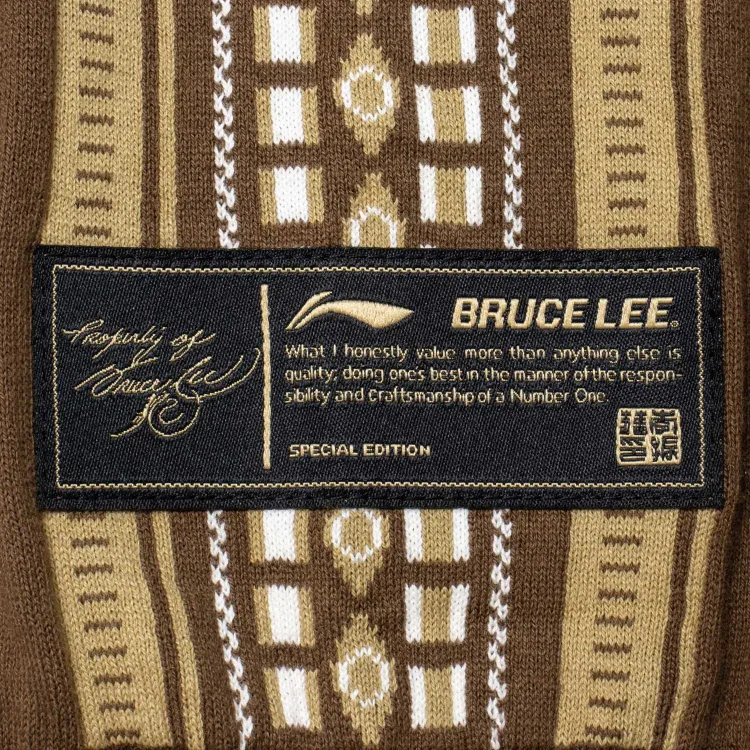 Property of
Bruce Lee
BRUCE LEE®
What I honestly value more than anything else is
quality; doing one's best in the manner of the respon-
sibility and Craftsmanship of a Number One.
SPECIAL EDITION